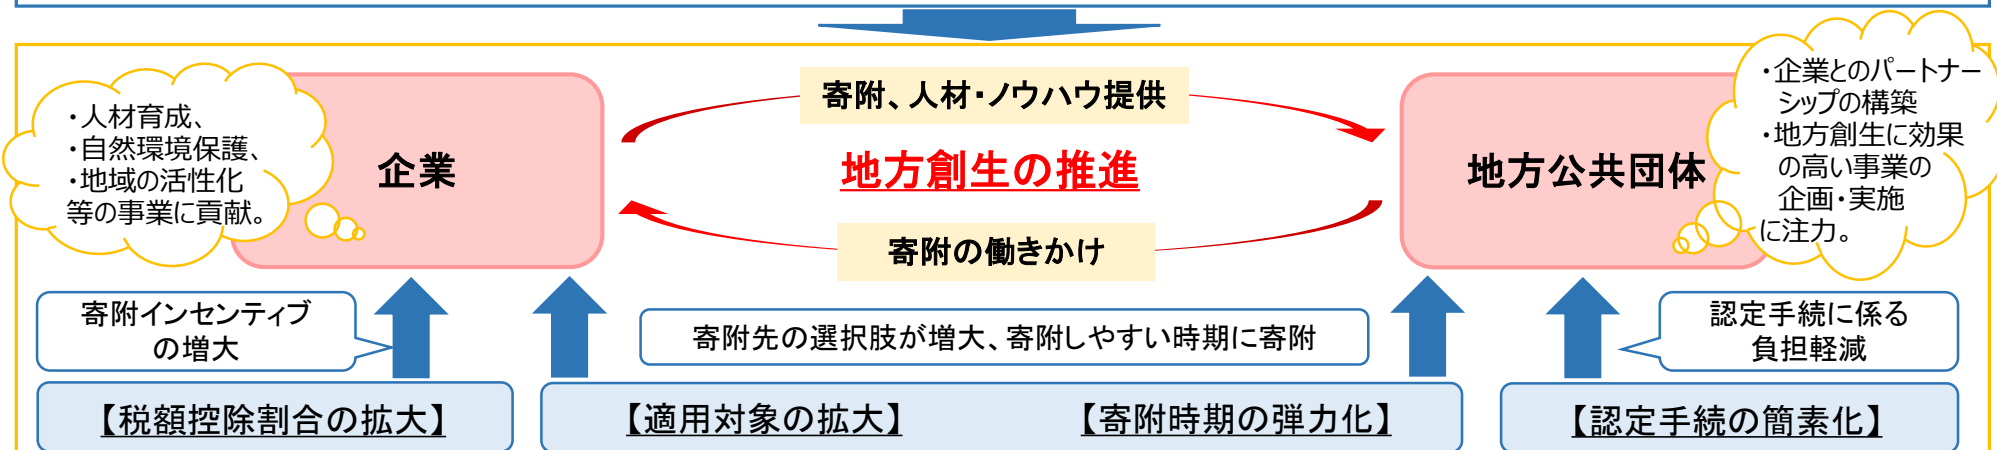 ・人材育成、
・自然環境保護、
・地域の活性化
等の事業に貢献。
企業
寄附、人材・ノウハウ提供
地方創生の推進
寄附の働きかけ
地方公共団体
・企業とのパートナー
シップの構築
・地方創生に効果
の高い事業の
企画・実施
に注力。
寄附インセンティブ
の増大
寄附先の選択肢が増大、寄附しやすい時期に寄附
認定手続に係る
負担軽減
【税額控除割合の拡大】
【適用対象の拡大】
【寄附時期の弾力化】
【認定手続の簡素化】